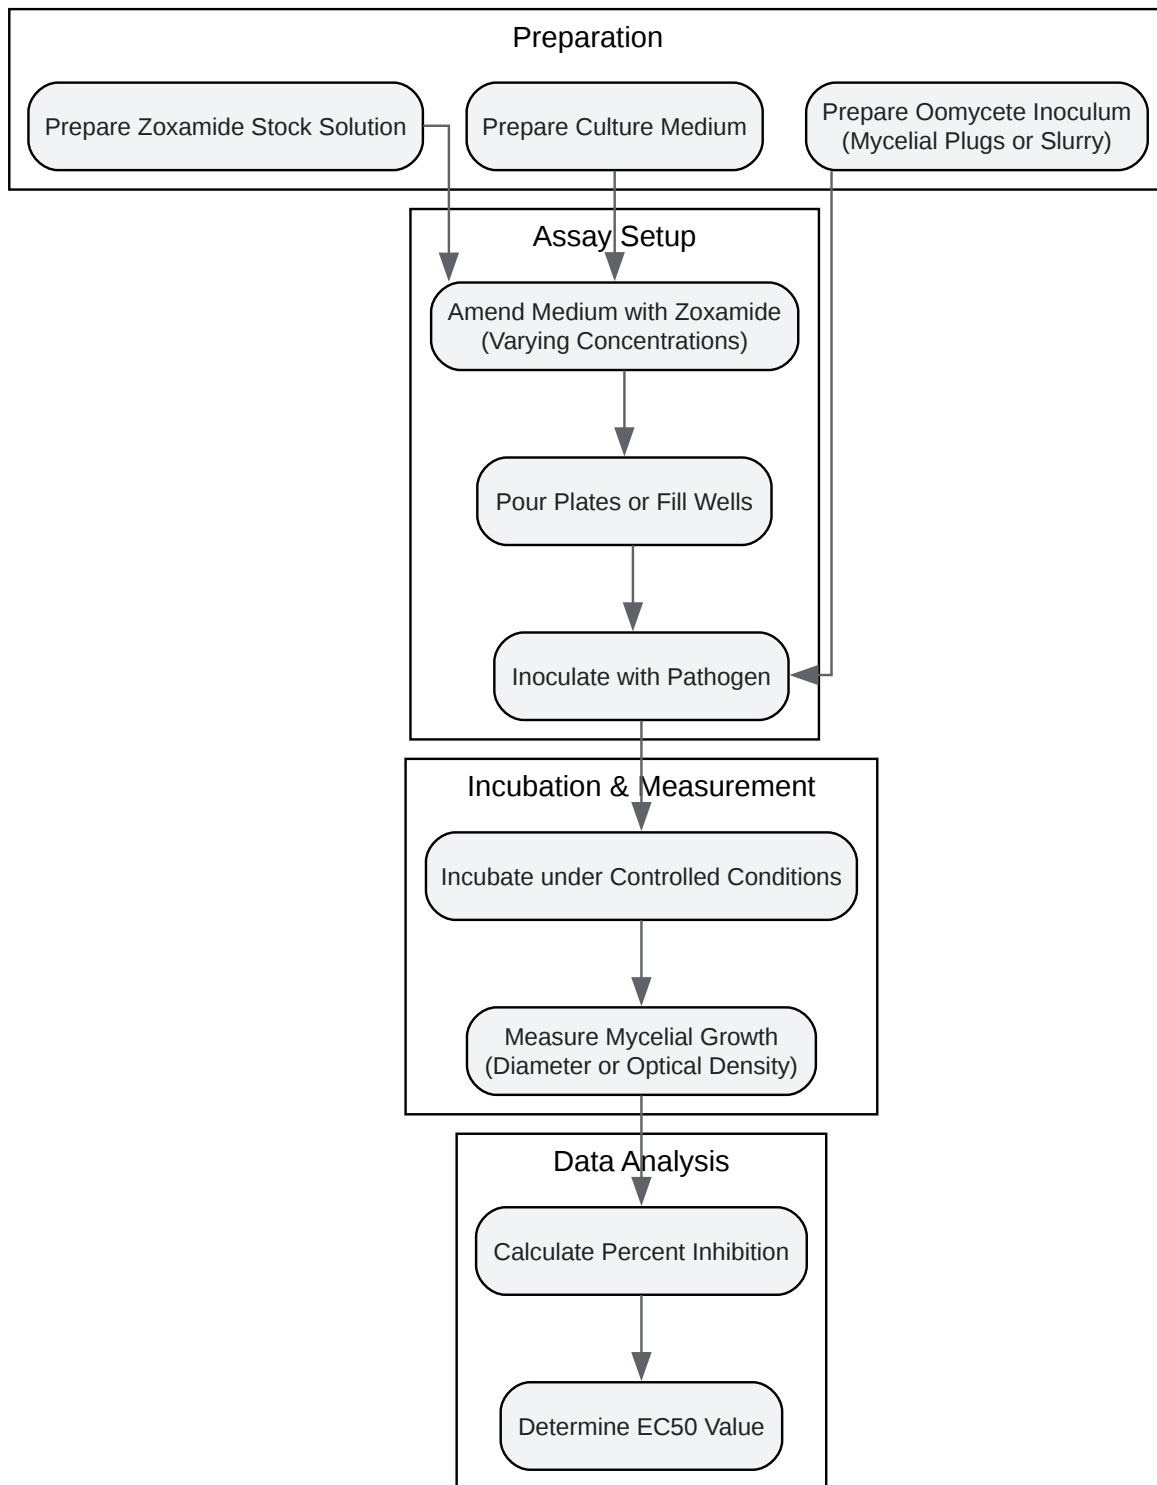 Preparation
Prepare Zoxamide Stock Solution
Prepare Culture Medium
Prepare Oomycete Inoculum
(Mycelial Plugs or Slurry)
Assay Setup
Amend Medium with Zoxamide
(Varying Concentrations)
Pour Plates or Fill Wells
Inoculate with Pathogen
Incubation & Measurement
Incubate under Controlled Conditions
Measure Mycelial Growth
(Diameter or Optical Density)
Data Analysis
Calculate Percent Inhibition
Determine EC50 Value